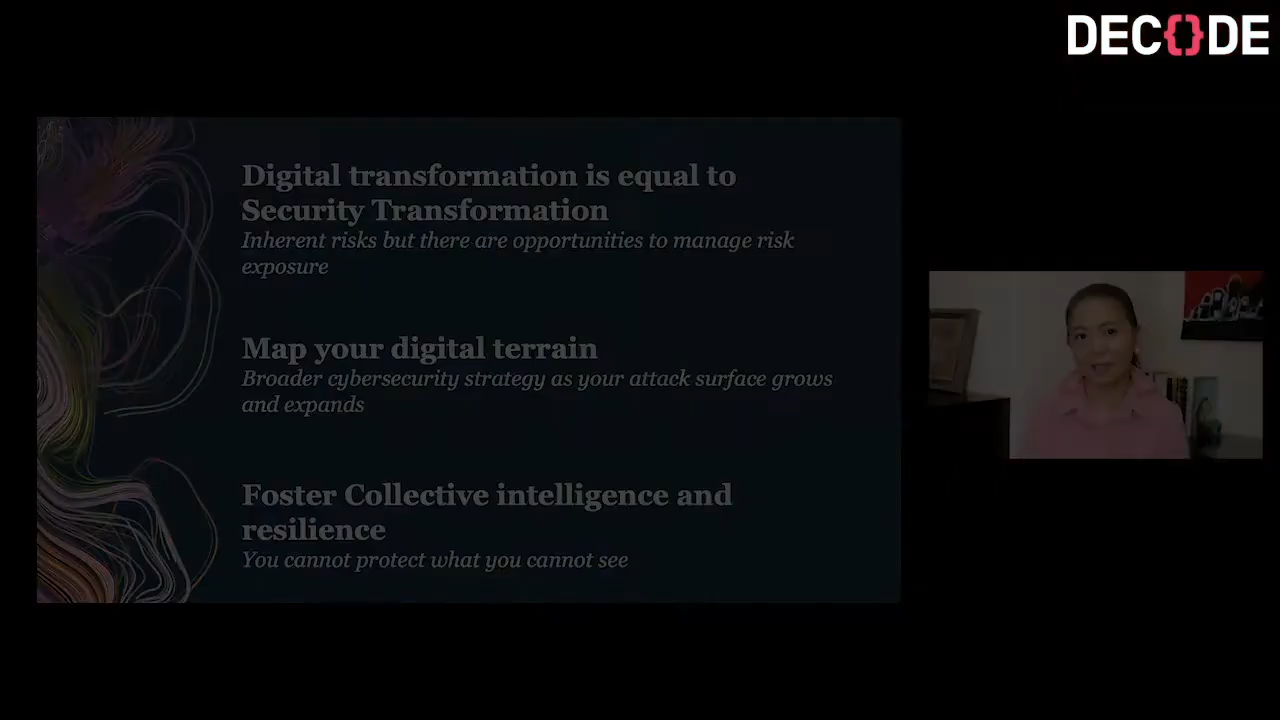 DEC{}DE
Digital transformation is equal to
Security Transformation
Inherent risks but there are opportunities to manage risk
exposure
Map your digital terrain
Broader cybersecurity strategy as your attack surface grows
and expands
Foster Collective intelligence and
resilience
You cannot protect what you cannot see